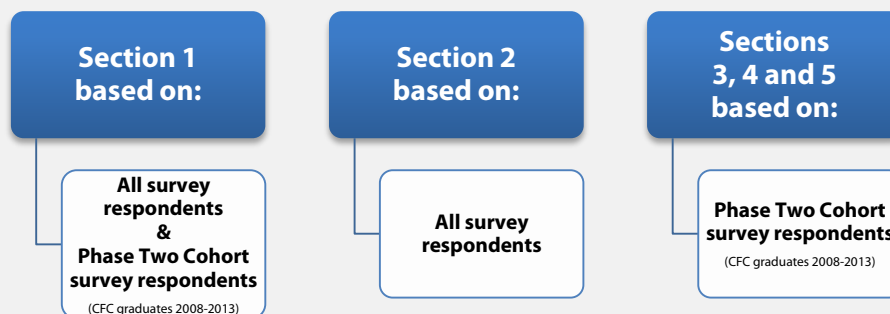 Section 1
based on:
All survey
respondents
&
Phase Two Cohort
survey respondents
(CFC graduates 2008-2013)
Section 2
based on:
All survey
respondents
Sections
3, 4 and 5
based on:
Phase Two Cohort
survey respondents
(CFC graduates 2008-2013)